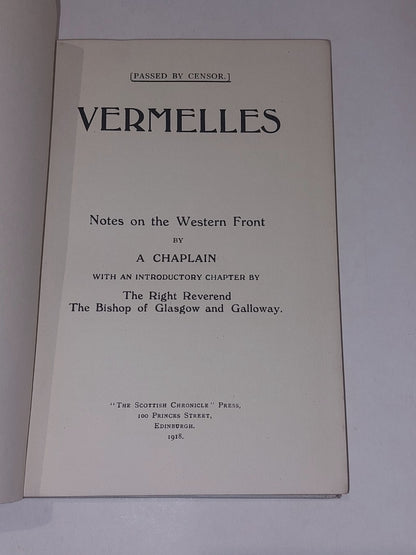 [PASSED BY CENSOR.]
VERMELLES
Notes on the Western Front
BY
A CHAPLAIN
WITH AN INTRODUCTORY CHAPTER BY
The Right Reverend
The Bishop of Glasgow and Galloway.
"THE SCOTTISH CHRONICLE" PRESS,
100 PRINCES STREET,
EDINBURGH.
1918.